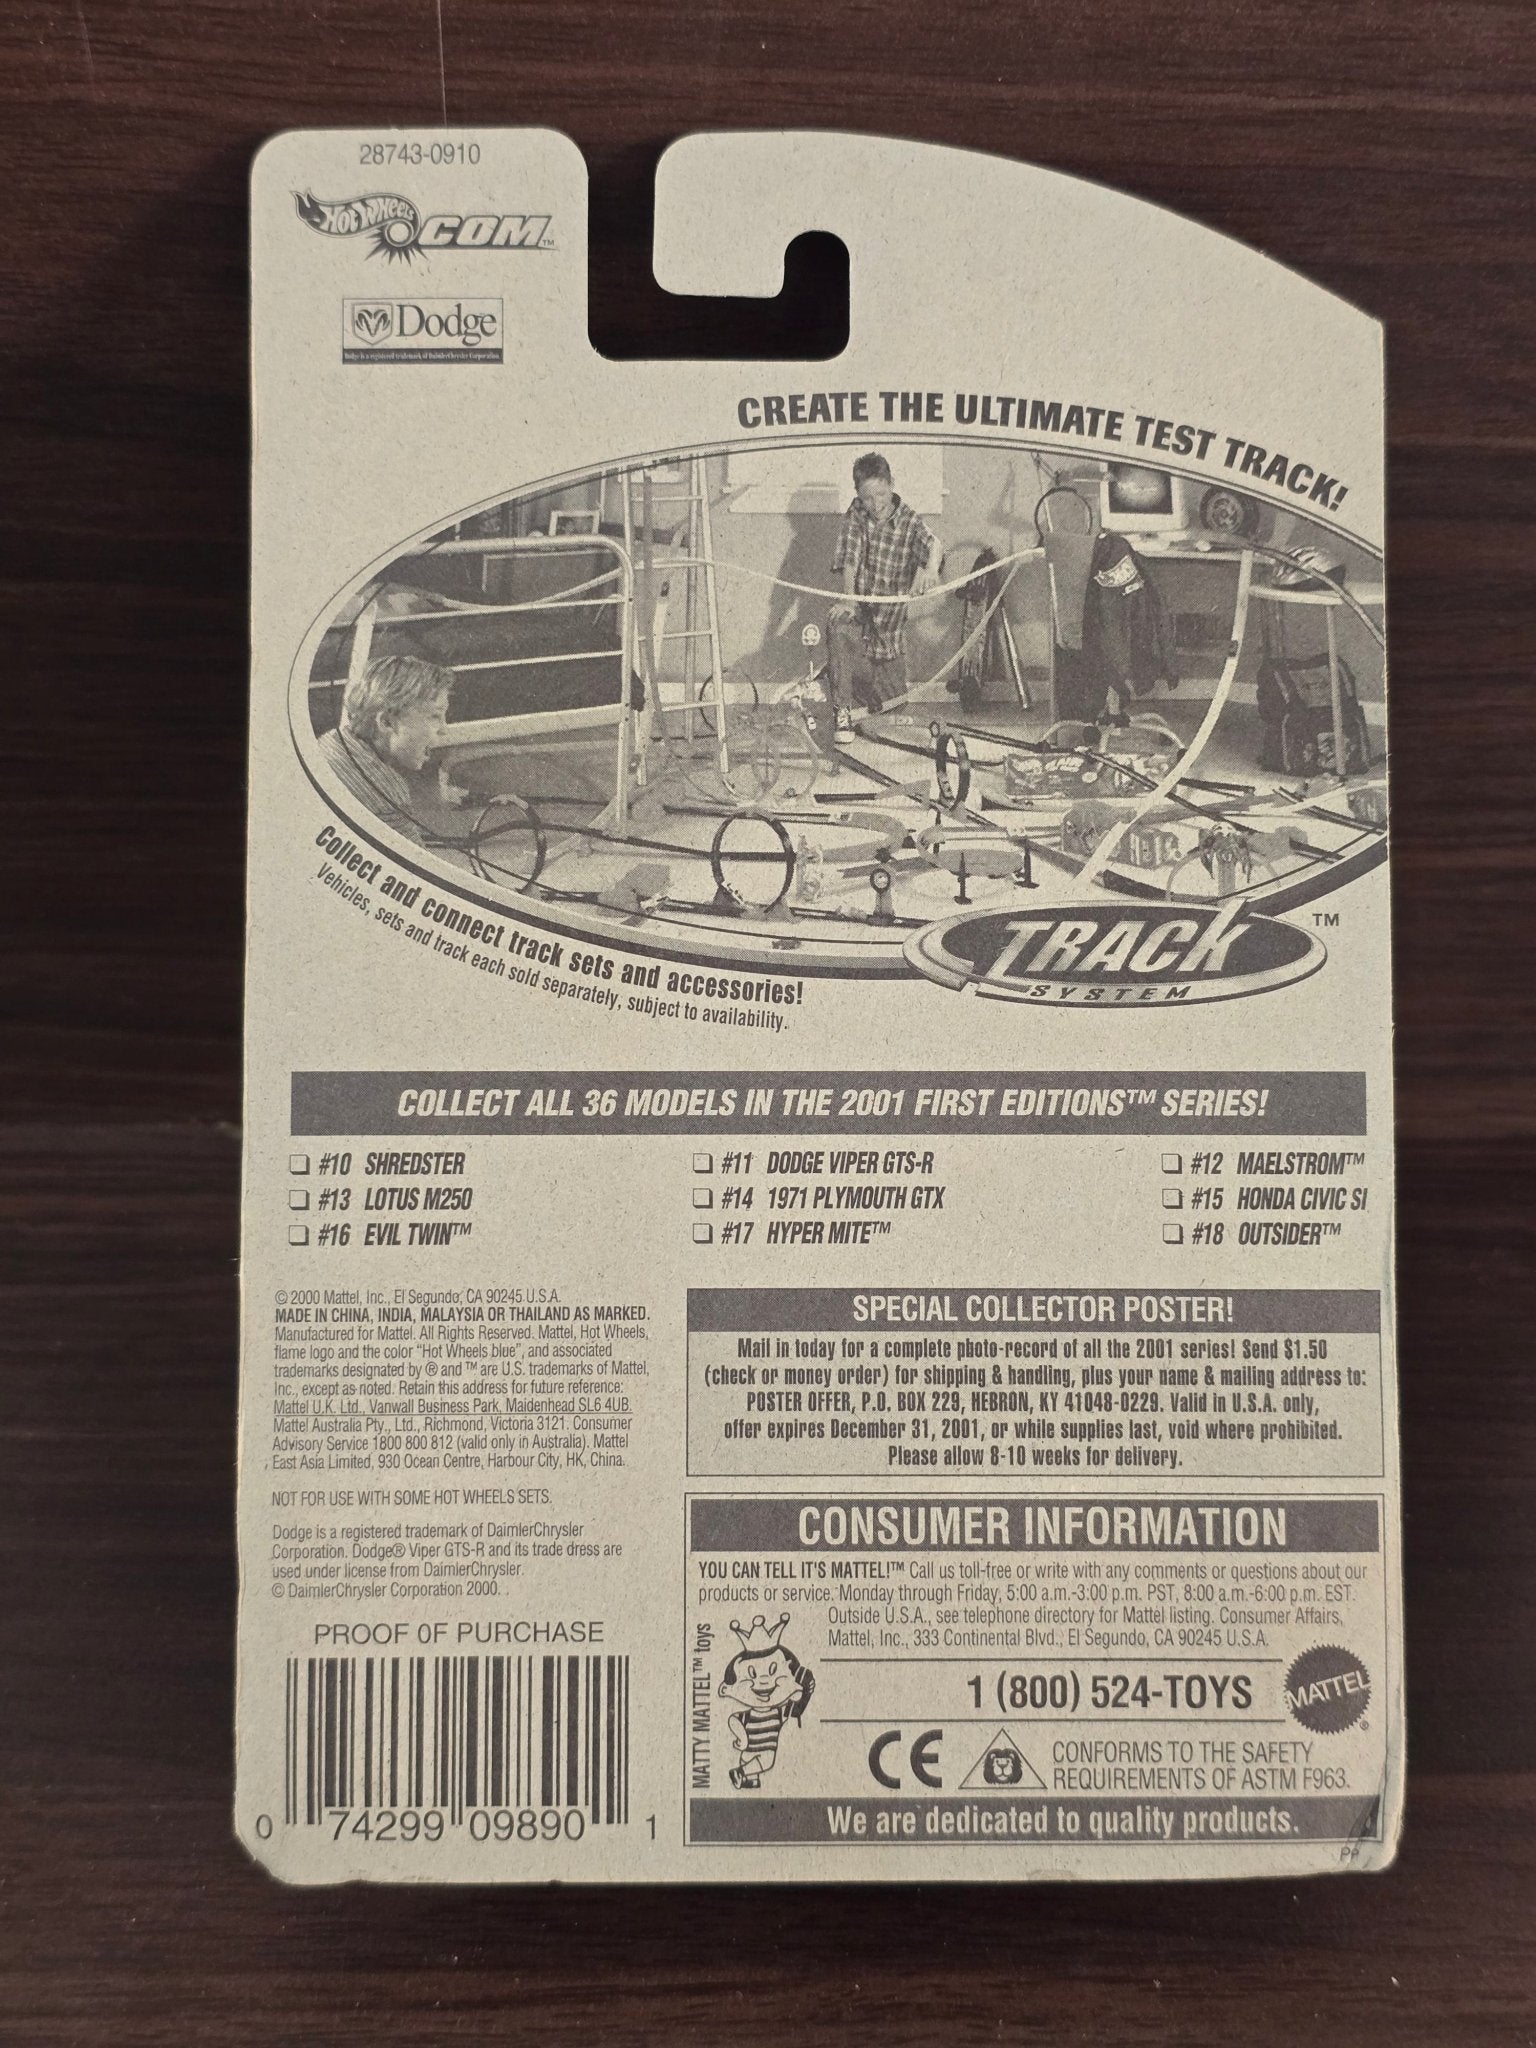 28743-0910
HOT WHEELS .COM™
Dodge
Dodge is a registered trademark of DaimlerChrysler Corporation.
CREATE THE ULTIMATE TEST TRACK!
Collect and connect track sets and accessories!
Vehicles, sets and track each sold separately, subject to availability.
TRACK ™
SYSTEM
COLLECT ALL 36 MODELS IN THE 2001 FIRST EDITIONS™ SERIES!
#10 SHREDSTER #11 DODGE VIPER GTS-R #12 MAELSTROM™
#13 LOTUS M250 #14 1971 PLYMOUTH GTX #15 HONDA CIVIC SI
#16 EVIL TWIN™ #17 HYPER MITE™ #18 OUTSIDER™
© 2000 Mattel, Inc., El Segundo, CA 90245 U.S.A.
MADE IN CHINA, INDIA, MALAYSIA OR THAILAND AS MARKED.
Manufactured for Mattel. All Rights Reserved. Mattel, Hot Wheels,
flame logo and the color "Hot Wheels blue", and associated
trademarks designated by ® and ™ are U.S. trademarks of Mattel,
Inc., except as noted. Retain this address for future reference:
Mattel U.K. Ltd., Vanwall Business Park, Maidenhead SL6 4UB.
Mattel Australia Pty., Ltd., Richmond, Victoria 3121. Consumer
Advisory Service 1800 800 812 (valid only in Australia). Mattel
East Asia Limited, 930 Ocean Centre, Harbour City, HK, China.
NOT FOR USE WITH SOME HOT WHEELS SETS.
Dodge is a registered trademark of DaimlerChrysler
Corporation. Dodge® Viper GTS-R and its trade dress are
used under license from DaimlerChrysler.
© DaimlerChrysler Corporation 2000.
PROOF OF PURCHASE
0 74299 09890 1
SPECIAL COLLECTOR POSTER!
Mail in today for a complete photo-record of all the 2001 series! Send $1.50
(check or money order) for shipping & handling, plus your name & mailing address to:
POSTER OFFER, P.O. BOX 229, HEBRON, KY 41048-0229. Valid in U.S.A. only,
offer expires December 31, 2001, or while supplies last, void where prohibited.
Please allow 8-10 weeks for delivery.
CONSUMER INFORMATION
YOU CAN TELL IT'S MATTEL!™ Call us toll-free or write with any comments or questions about our
products or service. Monday through Friday, 5:00 a.m.-3:00 p.m. PST, 8:00 a.m.-6:00 p.m. EST.
Outside U.S.A., see telephone directory for Mattel listing. Consumer Affairs,
Mattel, Inc., 333 Continental Blvd., El Segundo, CA 90245 U.S.A.
MATTY MATTEL™ toys
1 (800) 524-TOYS
MATTEL ®
CE
CONFORMS TO THE SAFETY
REQUIREMENTS OF ASTM F963.
We are dedicated to quality products.
PP